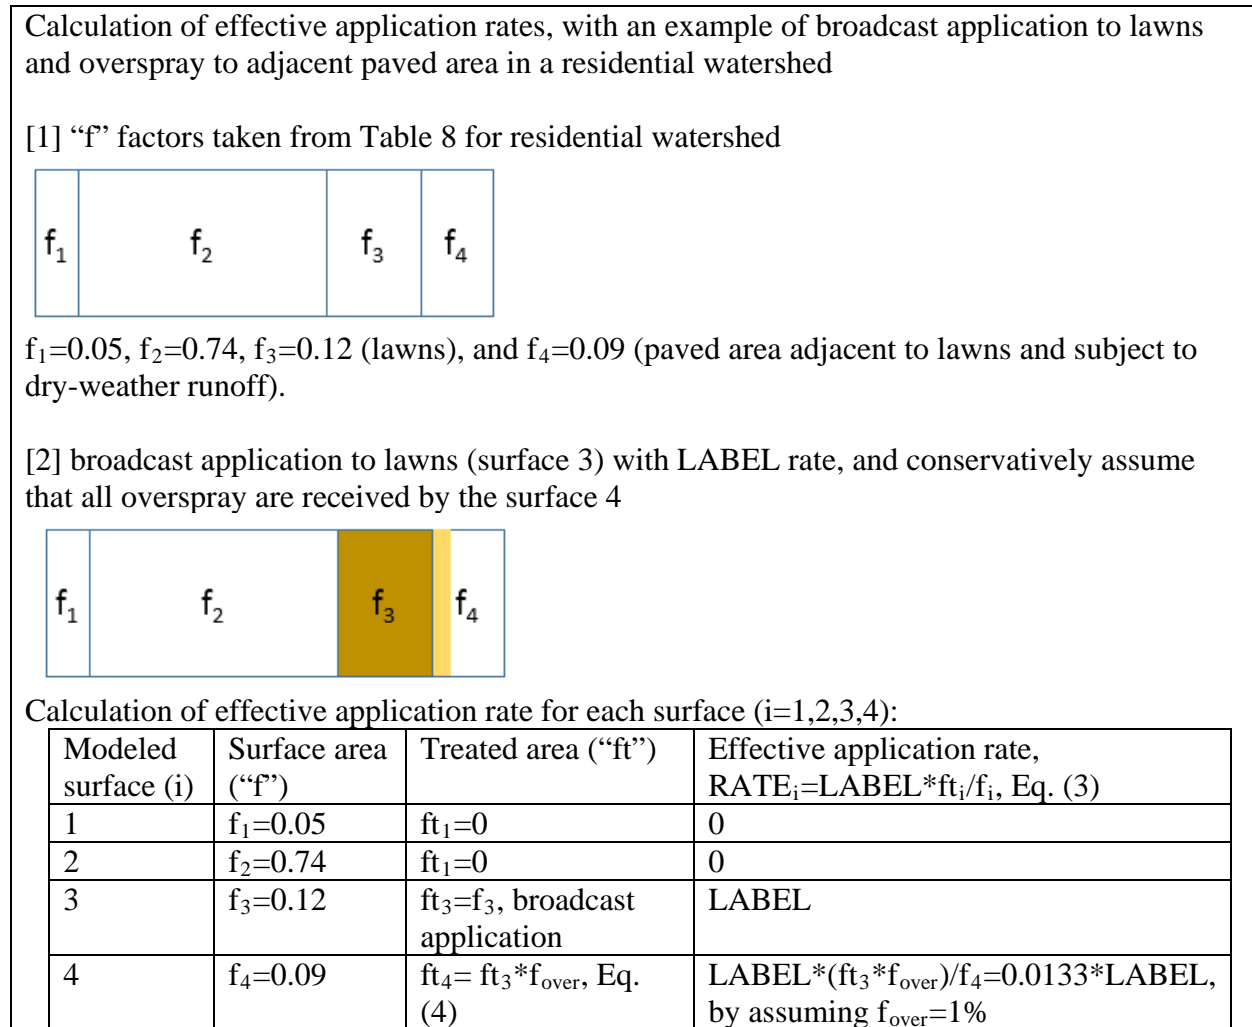 Calculation of effective application rates, with an example of broadcast application to lawns
and overspray to adjacent paved area in a residential watershed
[1] “f” factors taken from Table 8 for residential watershed
f₁ f₂ f₃ f₄
f₁=0.05, f₂=0.74, f₃=0.12 (lawns), and f₄=0.09 (paved area adjacent to lawns and subject to
dry-weather runoff).
[2] broadcast application to lawns (surface 3) with LABEL rate, and conservatively assume
that all overspray are received by the surface 4
f₁ f₂ f₃ f₄
Calculation of effective application rate for each surface (i=1,2,3,4):
Modeled surface (i) | Surface area (“f”) | Treated area (“ft”) | Effective application rate, RATEᵢ=LABEL*ftᵢ/fᵢ, Eq. (3)
1 | f₁=0.05 | ft₁=0 | 0
2 | f₂=0.74 | ft₁=0 | 0
3 | f₃=0.12 | ft₃=f₃, broadcast application | LABEL
4 | f₄=0.09 | ft₄= ft₃*fover, Eq. (4) | LABEL*(ft₃*fover)/f₄=0.0133*LABEL, by assuming fover=1%